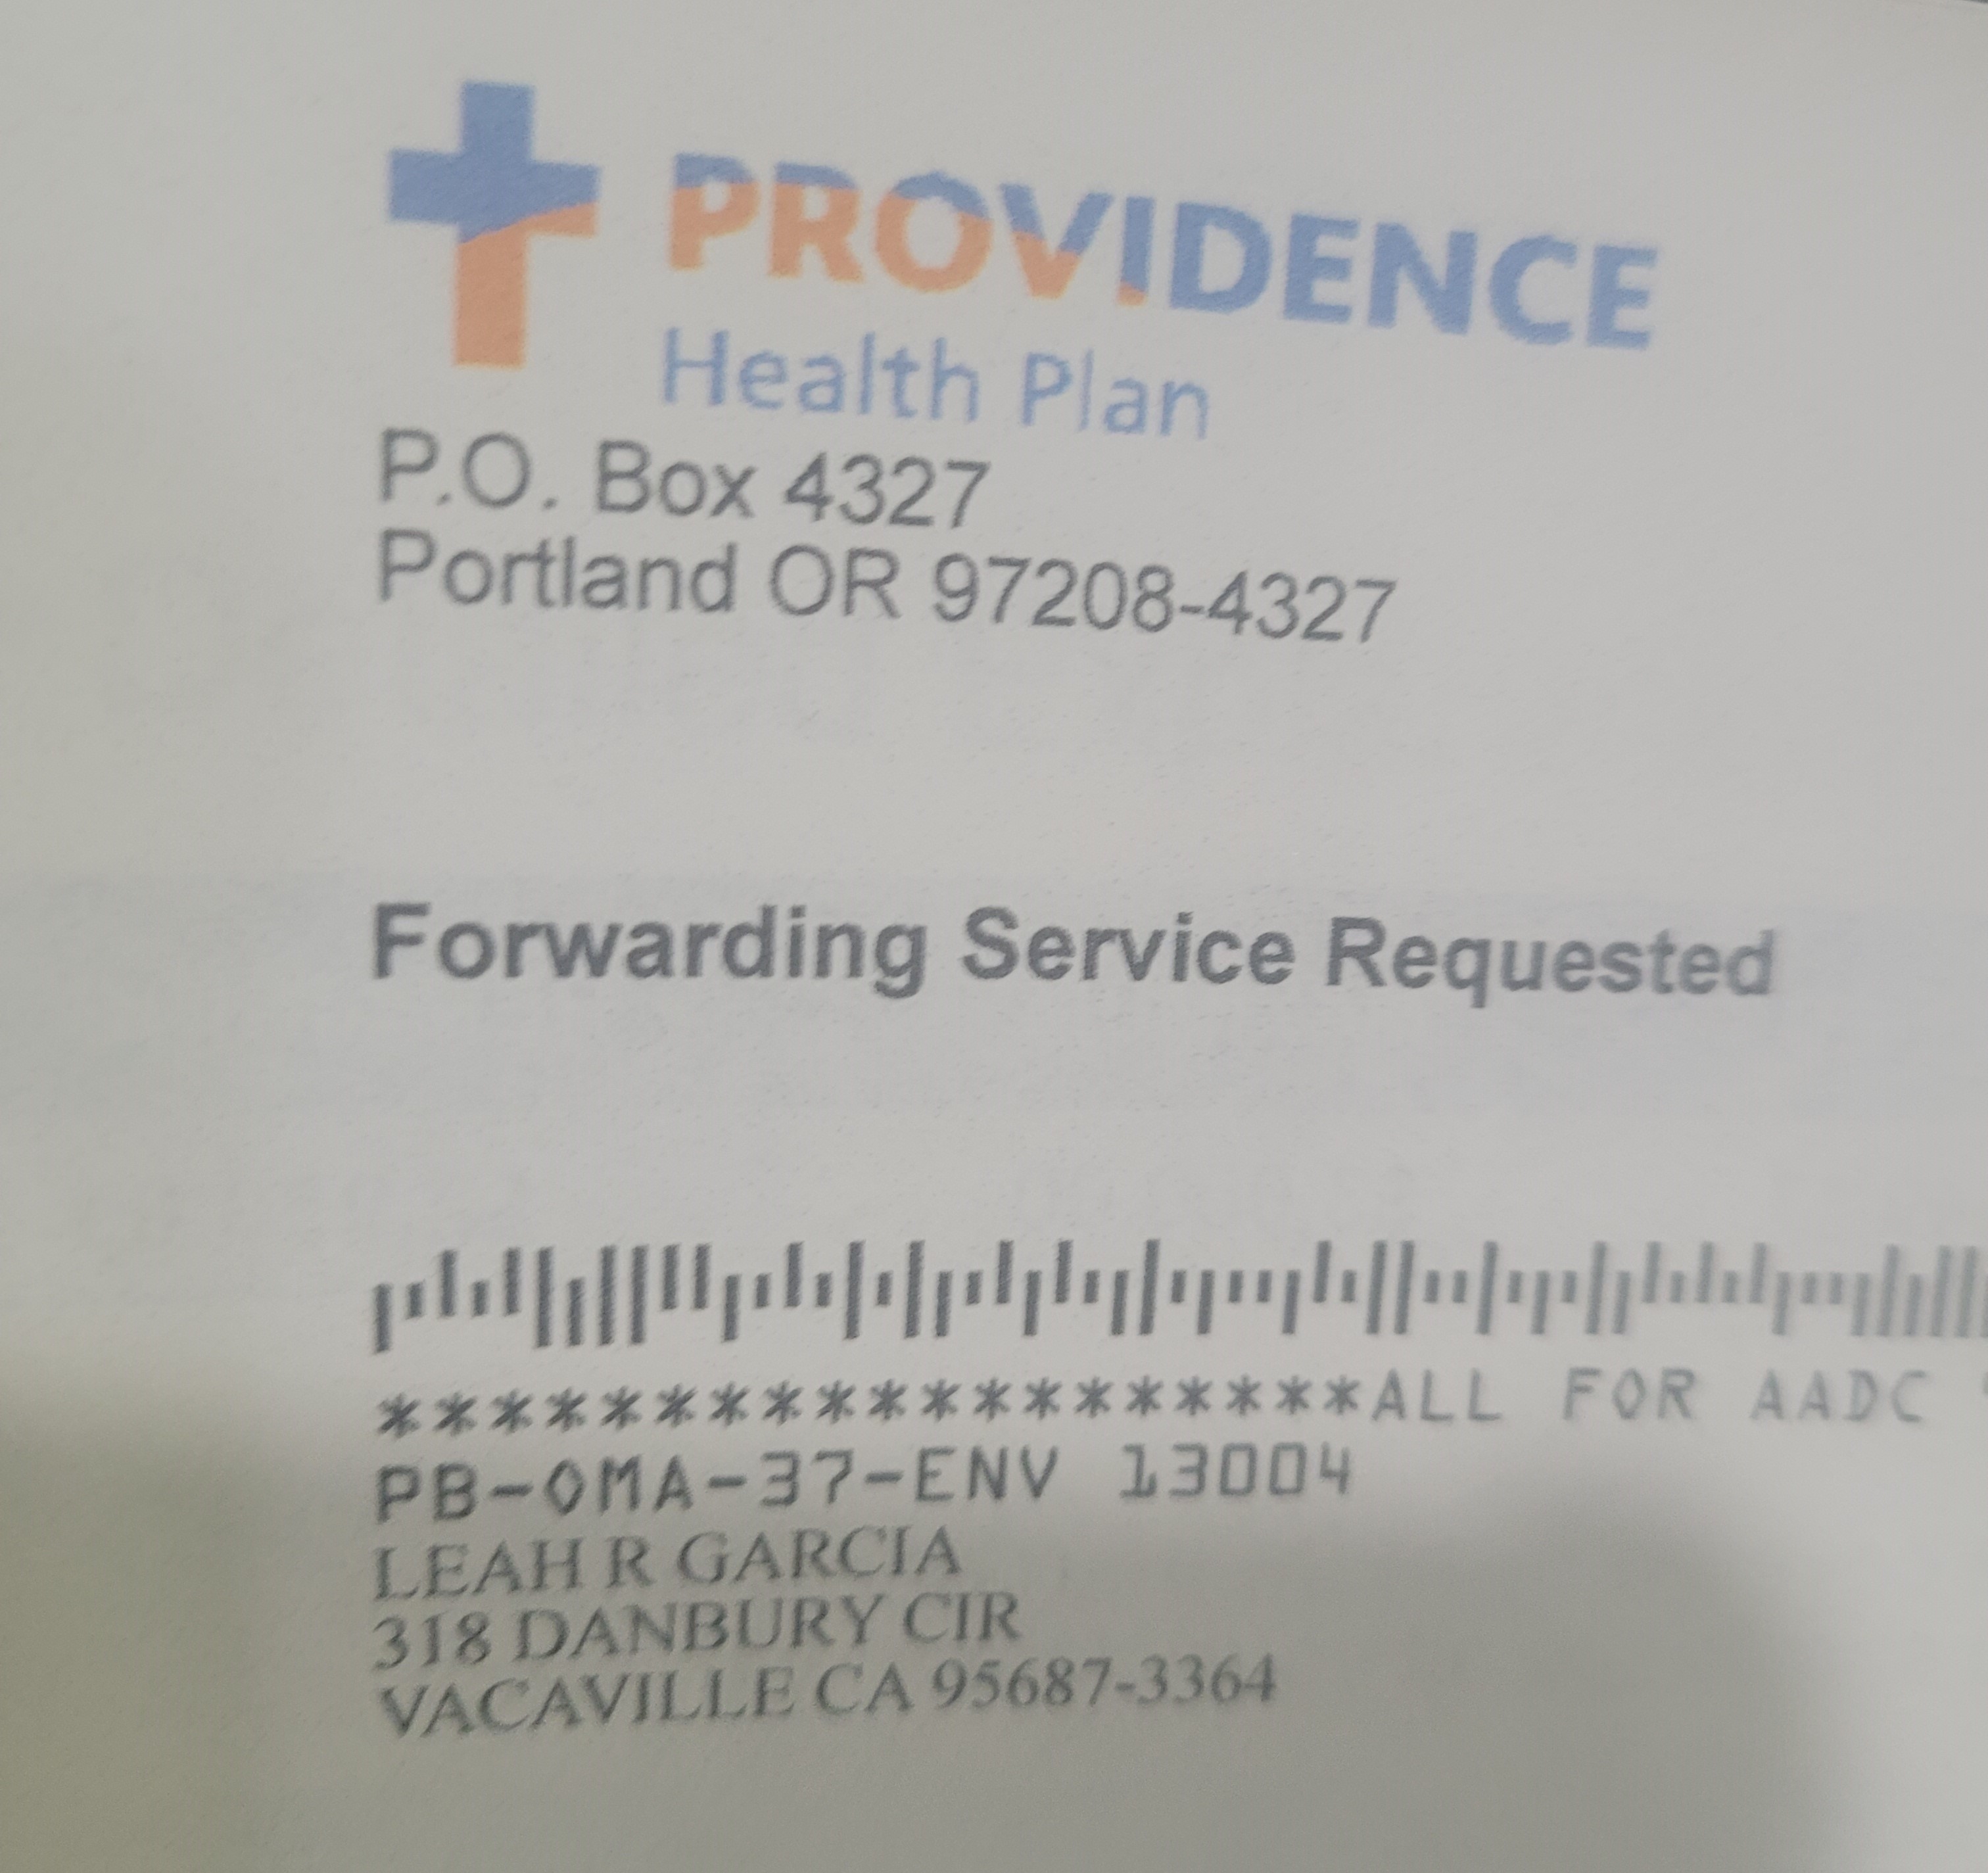 PROVIDENCE
Health Plan
P.O. Box 4327
Portland OR 97208-4327
Forwarding Service Requested
*******************ALL FOR AADC
PB-OMA-37-ENV 13004
LEAH R GARCIA
318 DANBURY CIR
VACAVILLE CA 95687-3364